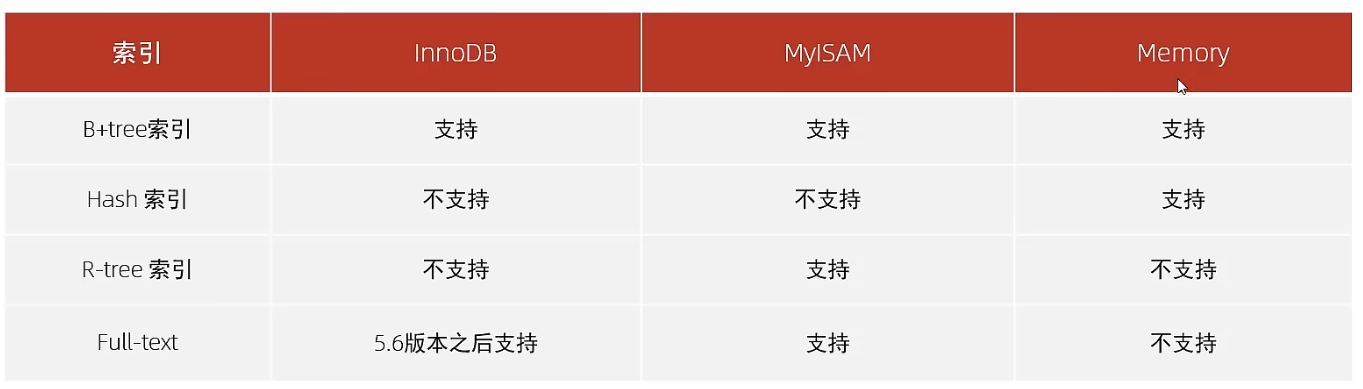 索引 InnoDB MyISAM Memory
B+tree索引 支持 支持 支持
Hash 索引 不支持 不支持 支持
R-tree 索引 不支持 支持 不支持
Full-text 5.6版本之后支持 支持 不支持